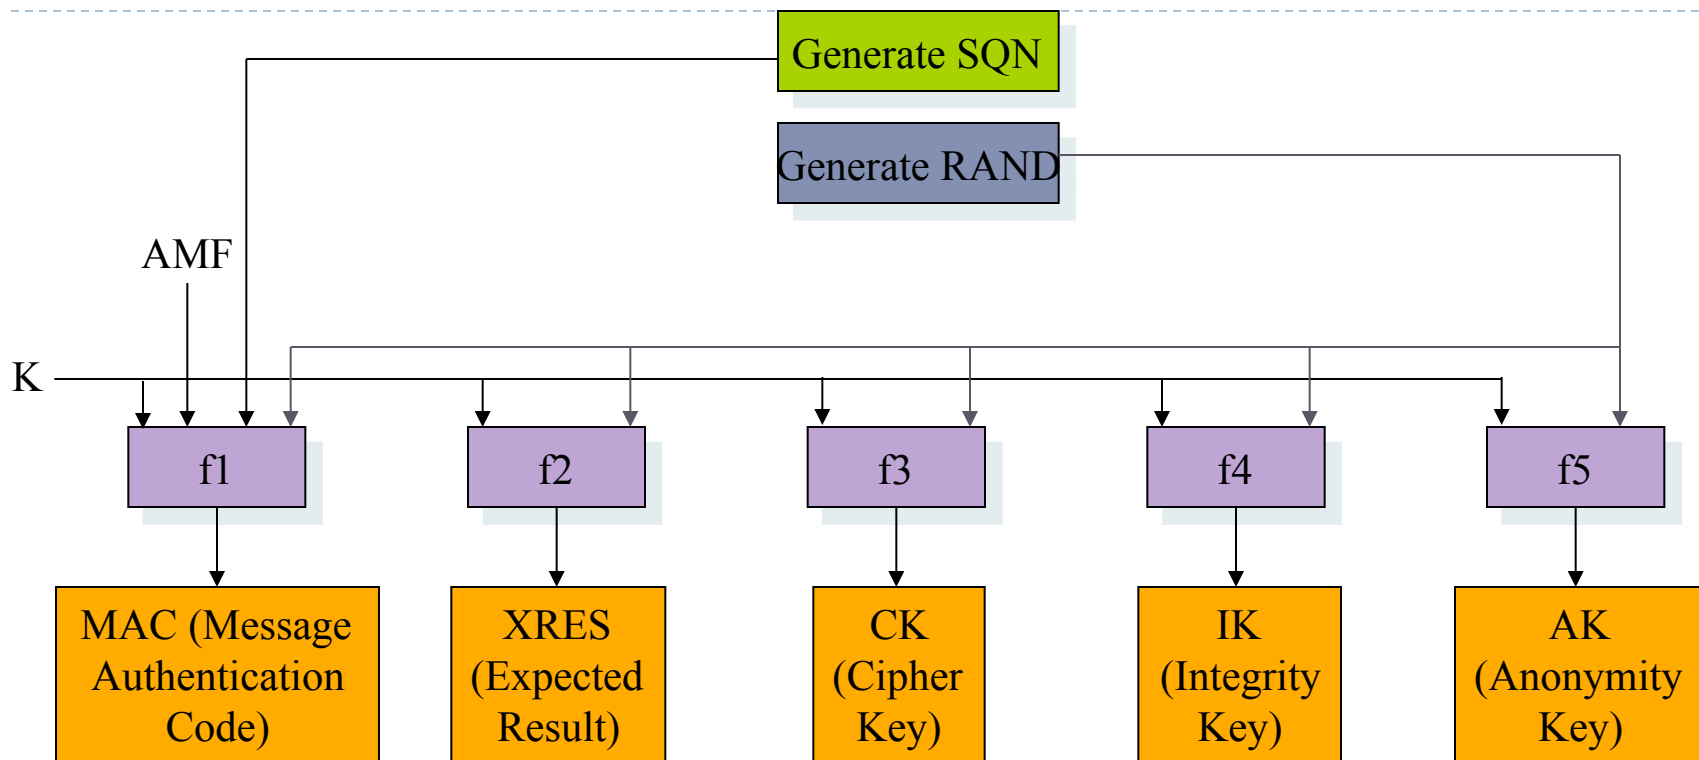 Generate SQN
Generate RAND
AMF
K
f1
f2
f3
f4
f5
MAC (Message
Authentication
Code)
XRES
(Expected
Result)
CK
(Cipher
Key)
IK
(Integrity
Key)
AK
(Anonymity
Key)